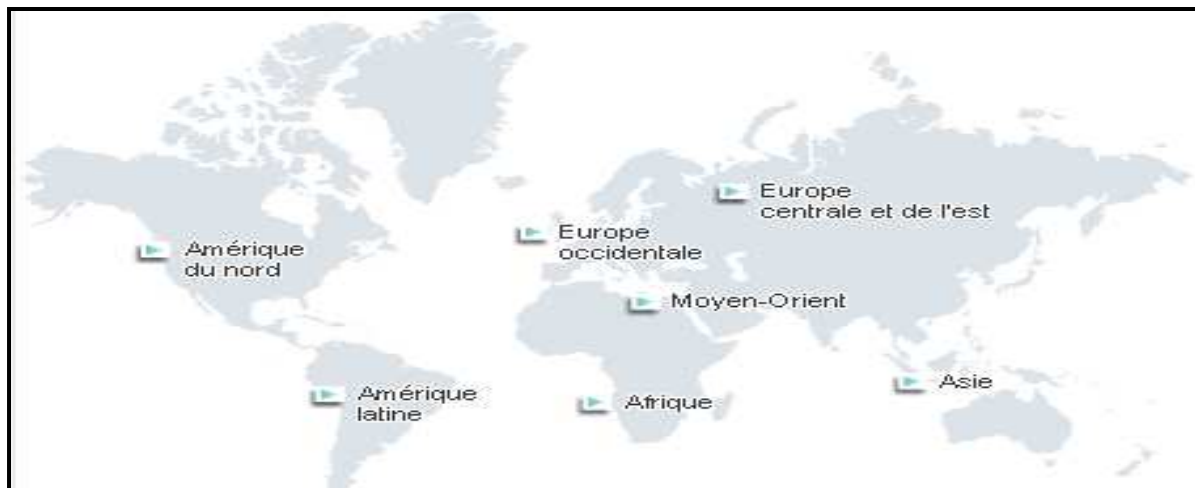 Europe
centrale et de l'est
Europe
occidentale
Amérique
du nord
Moyen-Orient
Asie
Amérique
latine
Afrique